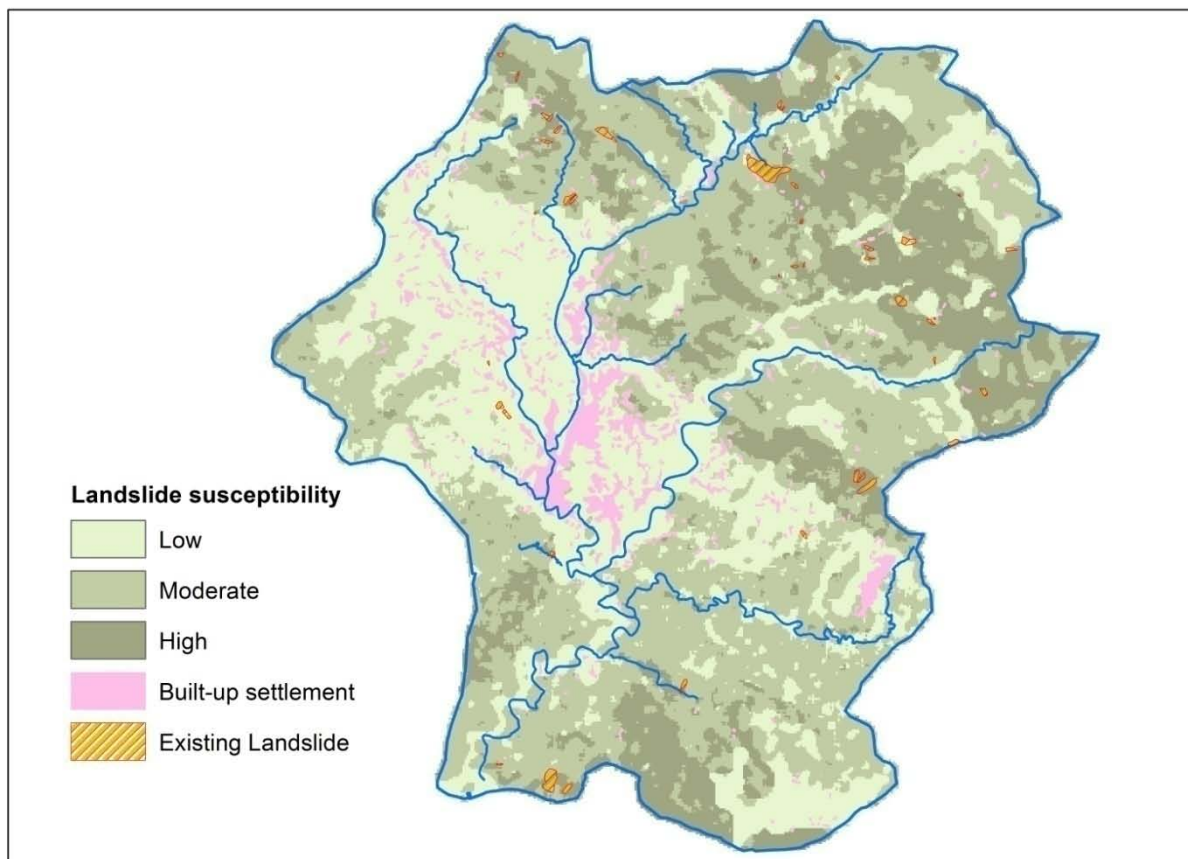 Landslide susceptibility
Low
Moderate
High
Built-up settlement
Existing Landslide